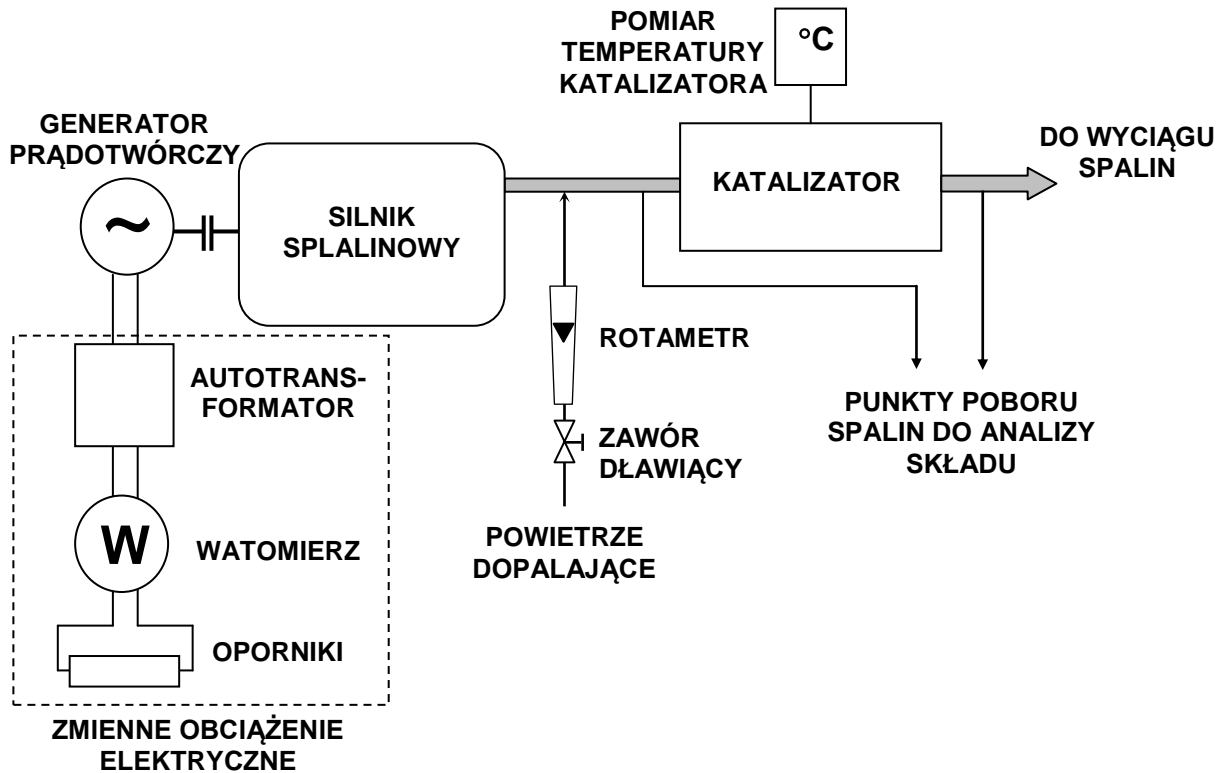 POMIAR
TEMPERATURY
KATALIZATORA
°C
GENERATOR
PRĄDOTWÓRCZY
~
SILNIK
SPLALINOWY
KATALIZATOR
DO WYCIĄGU
SPALIN
ROTAMETR
ZAWÓR
DŁAWIĄCY
POWIETRZE
DOPALAJĄCE
PUNKTY POBORU
SPALIN DO ANALIZY
SKŁADU
AUTOTRANS-
FORMATOR
W
WATOMIERZ
OPORNIKI
ZMIENNE OBCIĄŻENIE
ELEKTRYCZNE